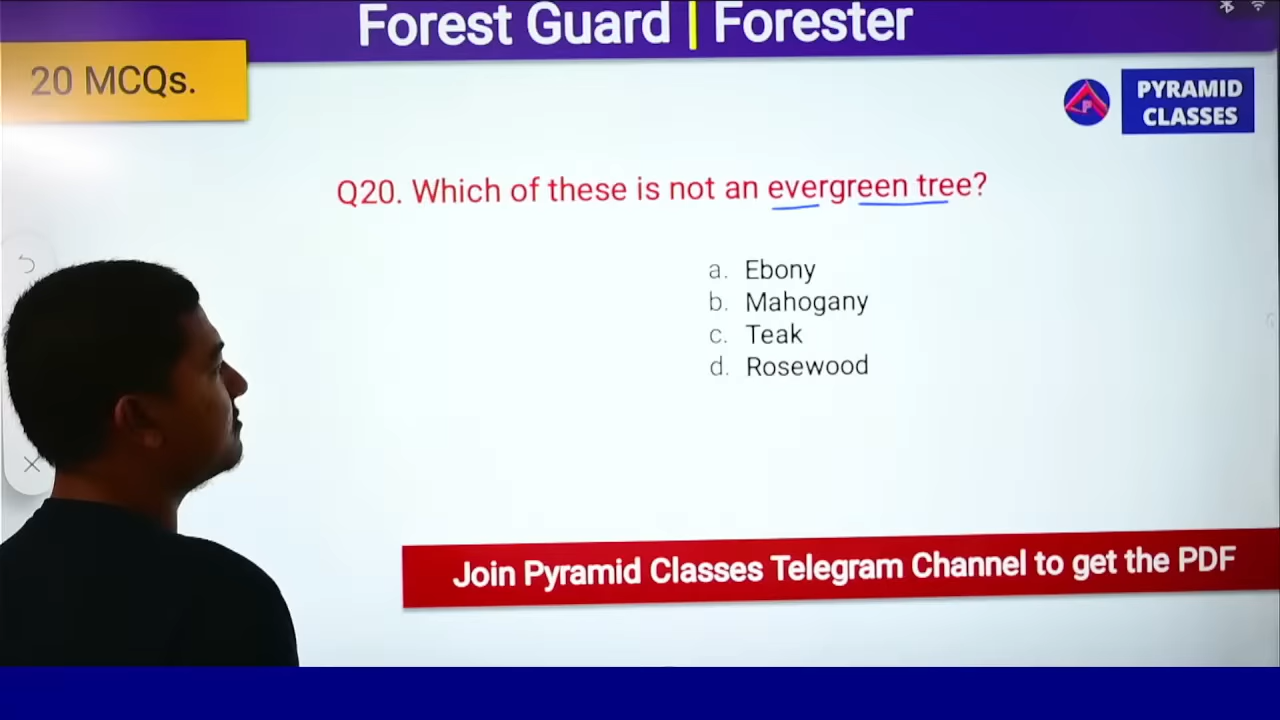 Forest Guard | Forester
20 MCQs.
PYRAMID
CLASSES
P
Q20. Which of these is not an evergreen tree?
a. Ebony
b. Mahogany
c. Teak
d. Rosewood
Join Pyramid Classes Telegram Channel to get the PDF